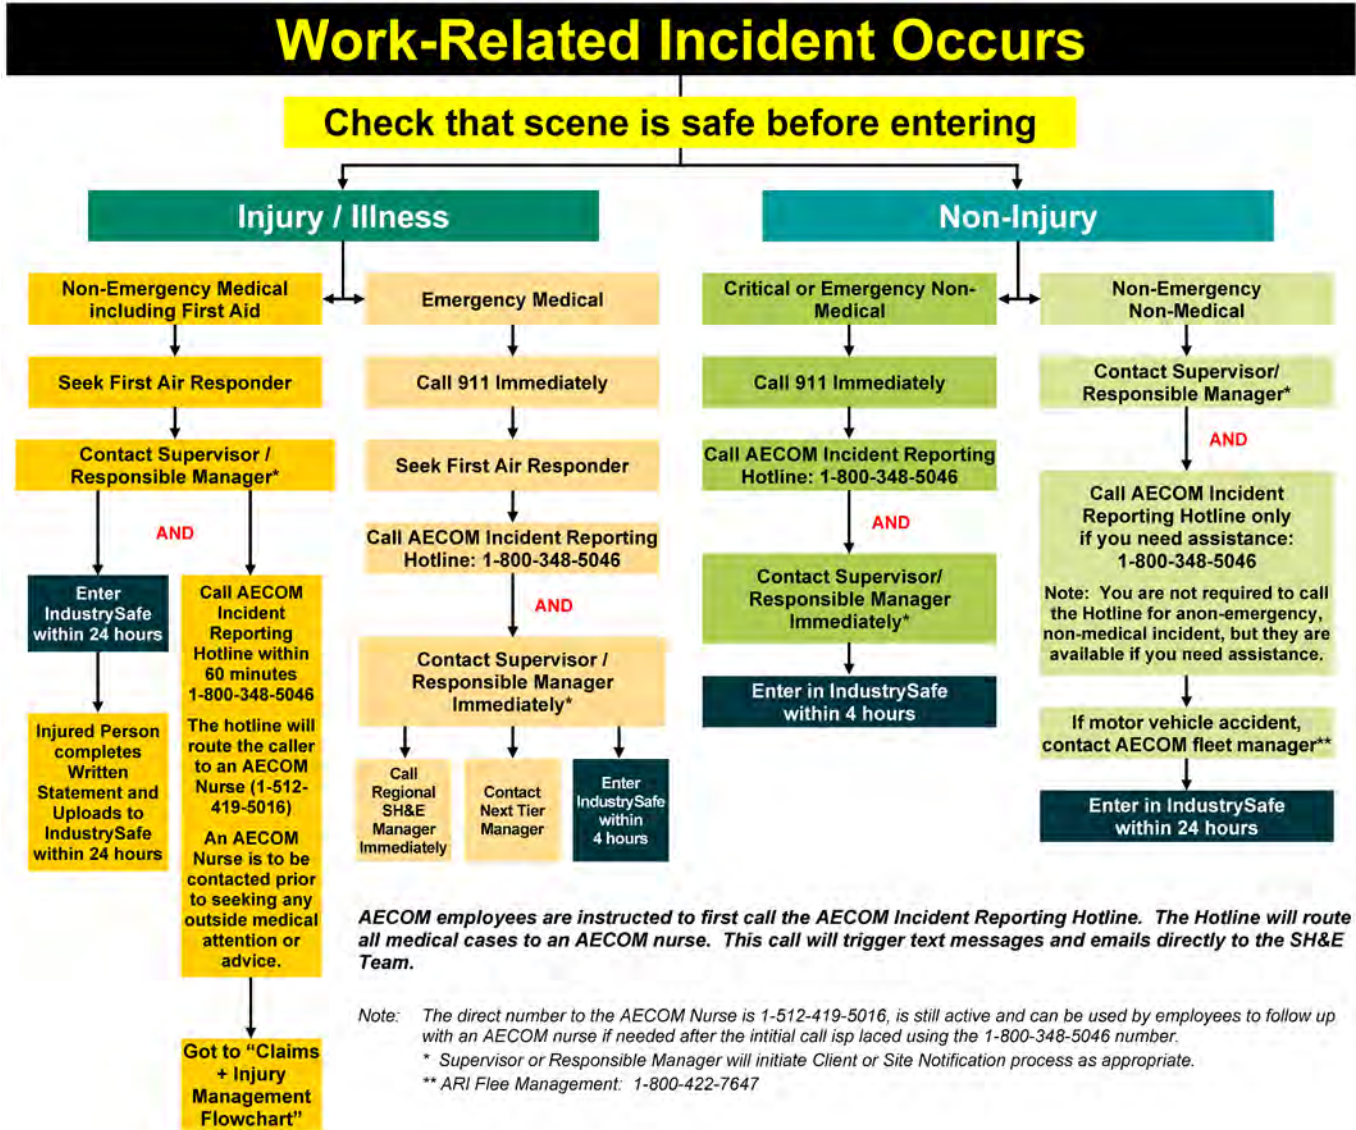 Work-Related Incident Occurs
Check that scene is safe before entering
Injury / Illness
Non-Injury
Non-Emergency Medical
including First Aid
Emergency Medical
Critical or Emergency Non-
Medical
Non-Emergency
Non-Medical
Seek First Air Responder
Contact Supervisor /
Responsible Manager*
AND
Enter
IndustrySafe
within 24 hours
Injured Person
completes
Written
Statement and
Uploads to
IndustrySafe
within 24 hours
Call AECOM
Incident
Reporting
Hotline within
60 minutes
1-800-348-5046
The hotline will
route the caller
to an AECOM
Nurse (1-512-
419-5016)
An AECOM
Nurse is to be
contacted prior
to seeking any
outside medical
attention or
advice.
Got to “Claims
+ Injury
Management
Flowchart”
Call 911 Immediately
Seek First Air Responder
Call AECOM Incident Reporting
Hotline: 1-800-348-5046
AND
Contact Supervisor /
Responsible Manager
Immediately*
Call
Regional
SH&E
Manager
Immediately
Contact
Next Tier
Manager
Enter
IndustrySafe
within
4 hours
Call 911 Immediately
Call AECOM Incident Reporting
Hotline: 1-800-348-5046
AND
Contact Supervisor/
Responsible Manager
Immediately*
Enter in IndustrySafe
within 4 hours
Contact Supervisor/
Responsible Manager*
AND
Call AECOM Incident
Reporting Hotline only
if you need assistance:
1-800-348-5046
Note: You are not required to call
the Hotline for anon-emergency,
non-medical incident, but they are
available if you need assistance.
If motor vehicle accident,
contact AECOM fleet manager**
Enter in IndustrySafe
within 24 hours
AECOM employees are instructed to first call the AECOM Incident Reporting Hotline. The Hotline will route
all medical cases to an AECOM nurse. This call will trigger text messages and emails directly to the SH&E
Team.
Note: The direct number to the AECOM Nurse is 1-512-419-5016, is still active and can be used by employees to follow up
with an AECOM nurse if needed after the intitial call isp laced using the 1-800-348-5046 number.
* Supervisor or Responsible Manager will initiate Client or Site Notification process as appropriate.
** ARI Flee Management: 1-800-422-7647